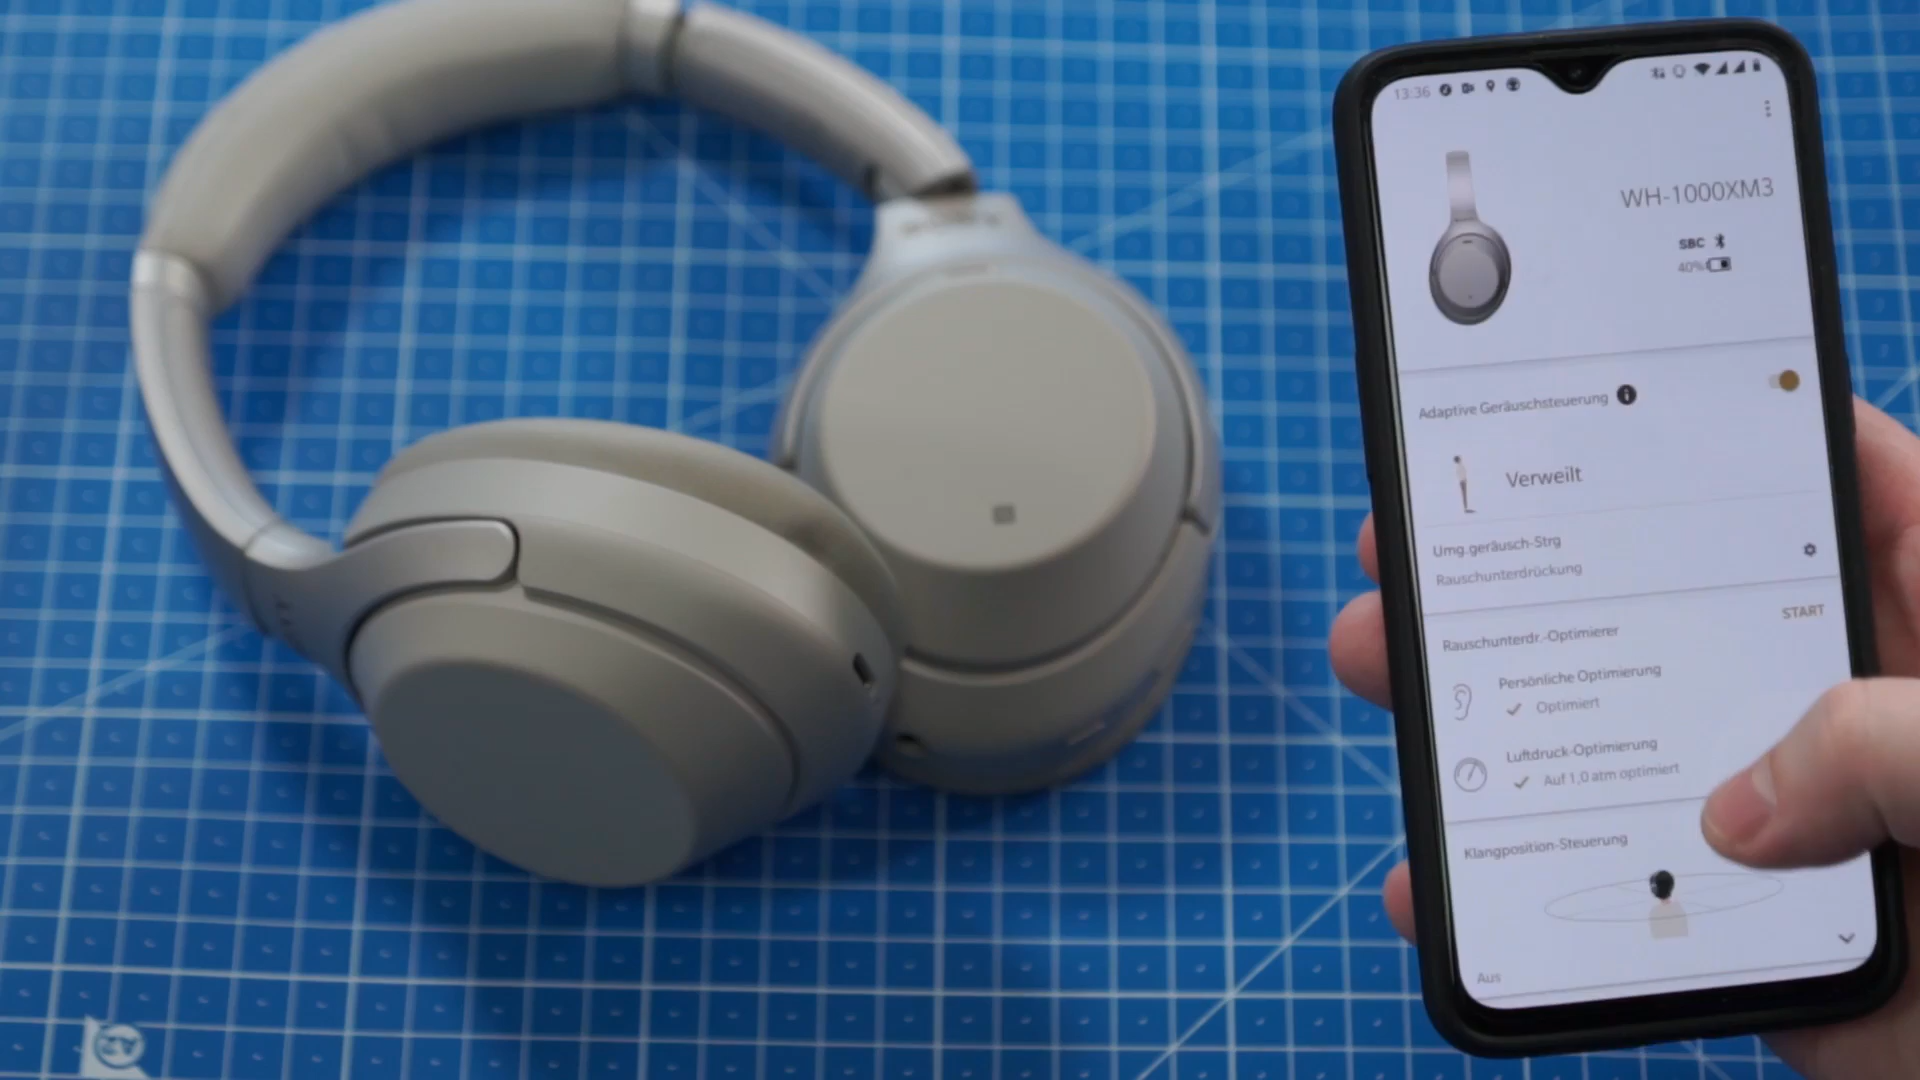 13:36
WH-1000XM3
SBC
40%
Adaptive Geräuschsteuerung
Verweilt
Umg.geräusch-Strg
Rauschunterdrückung
START
Rauschunterdr.-Optimierer
Persönliche Optimierung
Optimiert
Luftdruck-Optimierung
Auf 1,0 atm optimiert
Klangposition-Steuerung
Aus
A2